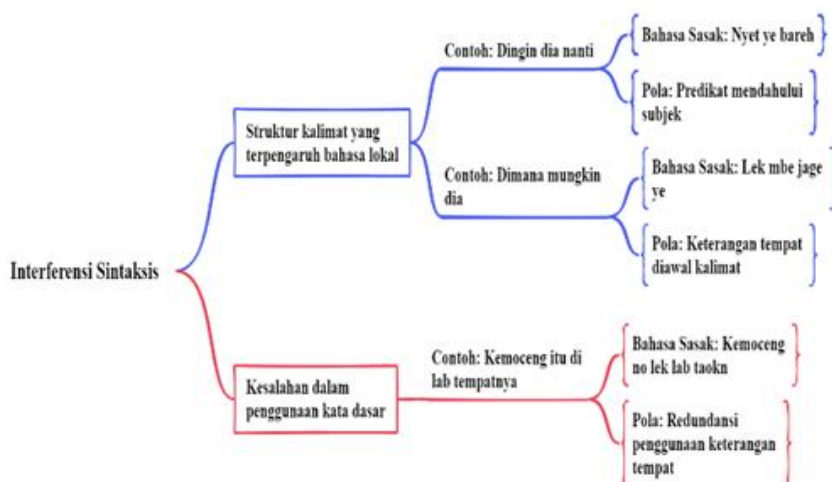 Interferensi Sintaksis
Struktur kalimat yang
terpengaruh bahasa lokal
Contoh: Dingin dia nanti
Bahasa Sasak: Nyet ye bareh
Pola: Predikat mendahului
subjek
Contoh: Dimana mungkin
dia
Bahasa Sasak: Lek mbe jage
ye
Pola: Keterangan tempat
diawal kalimat
Kesalahan dalam
penggunaan kata dasar
Contoh: Kemoceng itu di
lab tempatnya
Bahasa Sasak: Kemoceng
no lek lab taokn
Pola: Redundansi
penggunaan keterangan
tempat